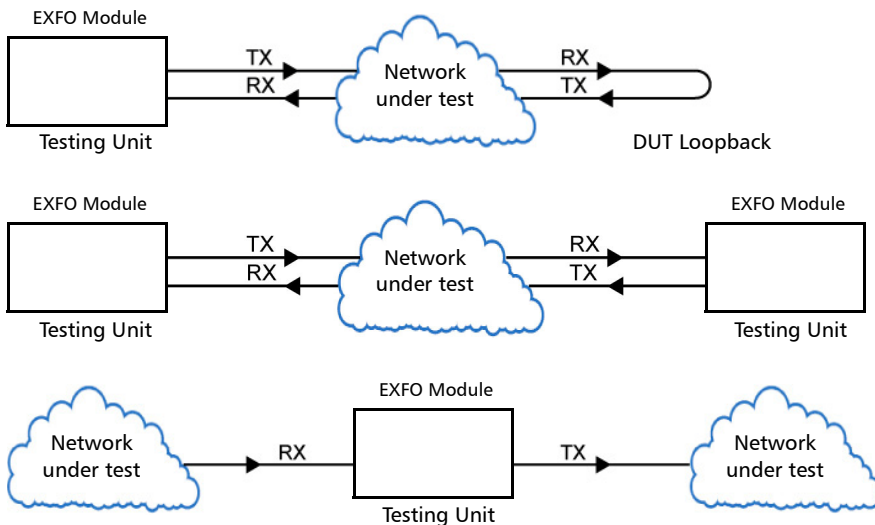 EXFO Module
TX
RX
Network
under test
RX
TX
Testing Unit
DUT Loopback
EXFO Module
EXFO Module
TX
RX
Network
under test
RX
TX
Testing Unit
Testing Unit
EXFO Module
Network
under test
RX
TX
Network
under test
Testing Unit